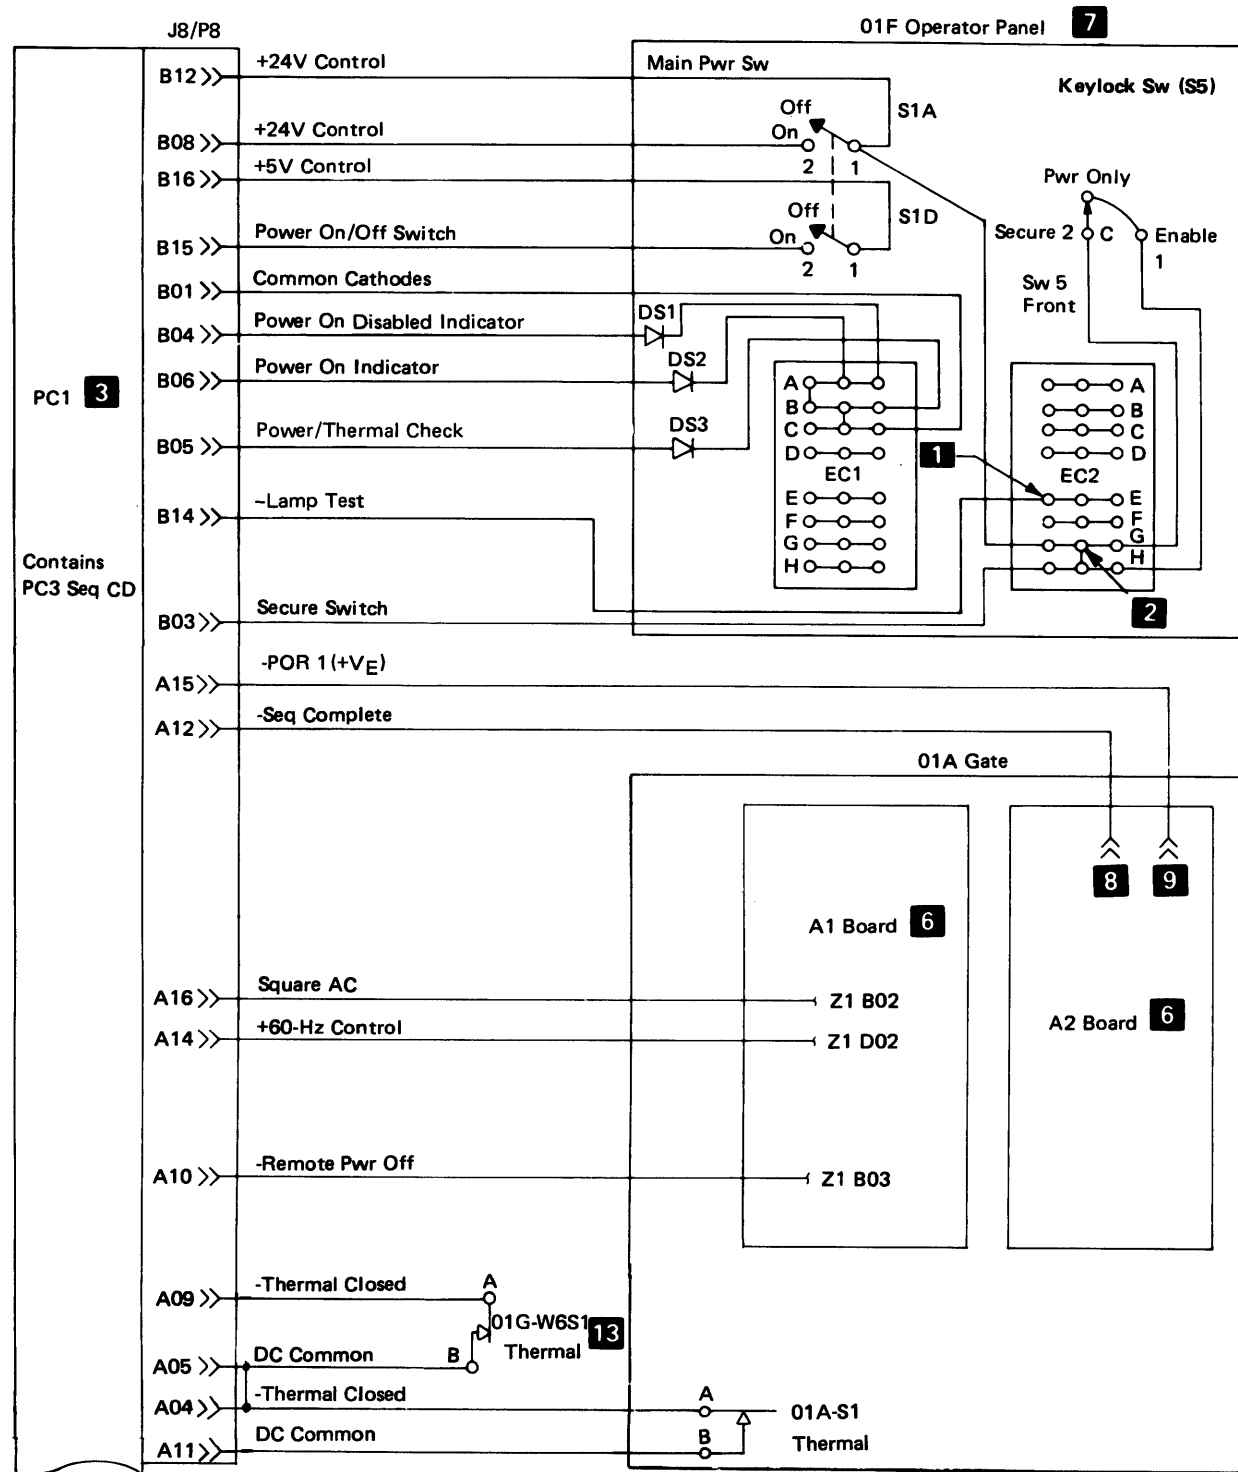 J8/P8
01F Operator Panel 7
B12 +24V Control
Main Pwr Sw
Keylock Sw (S5)
Off
S1A
B08 +24V Control
On
2 1
B16 +5V Control
Pwr Only
Off
S1D
B15 Power On/Off Switch
On
2 1
Secure 2 C Enable
1
Sw 5
Front
B01 Common Cathodes
B04 Power On Disabled Indicator
DS1
B06 Power On Indicator
DS2
B05 Power/Thermal Check
DS3
PC1 3
A
B
C
D
EC1
E
F
G
H
1
A
B
C
D
EC2
E
F
G
H
2
B14 –Lamp Test
Contains
PC3 Seq CD
B03 Secure Switch
A15 -POR 1 (+VE)
A12 -Seq Complete
01A Gate
8 9
A1 Board 6
A2 Board 6
A16 Square AC
Z1 B02
A14 +60-Hz Control
Z1 D02
A10 -Remote Pwr Off
Z1 B03
A09 -Thermal Closed
A
01G-W6S1 13
Thermal
A05 DC Common
B
A04 -Thermal Closed
A
01A-S1
Thermal
A11 DC Common
B